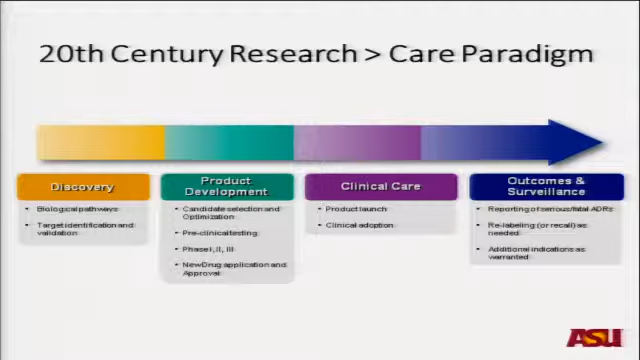 20th Century Research > Care Paradigm
Discovery
• Biological pathways
• Target identification and
validation
Product
Development
• Candidate selection and
Optimization
• Pre-clinical testing
• Phase I, II, III
• New Drug application and
Approval
Clinical Care
• Product launch
• Clinical adoption
Outcomes &
Surveillance
• Reporting of serious/fatal ADRs
• Re-labeling (or recall) as
needed
• Additional indications as
warranted
ASU